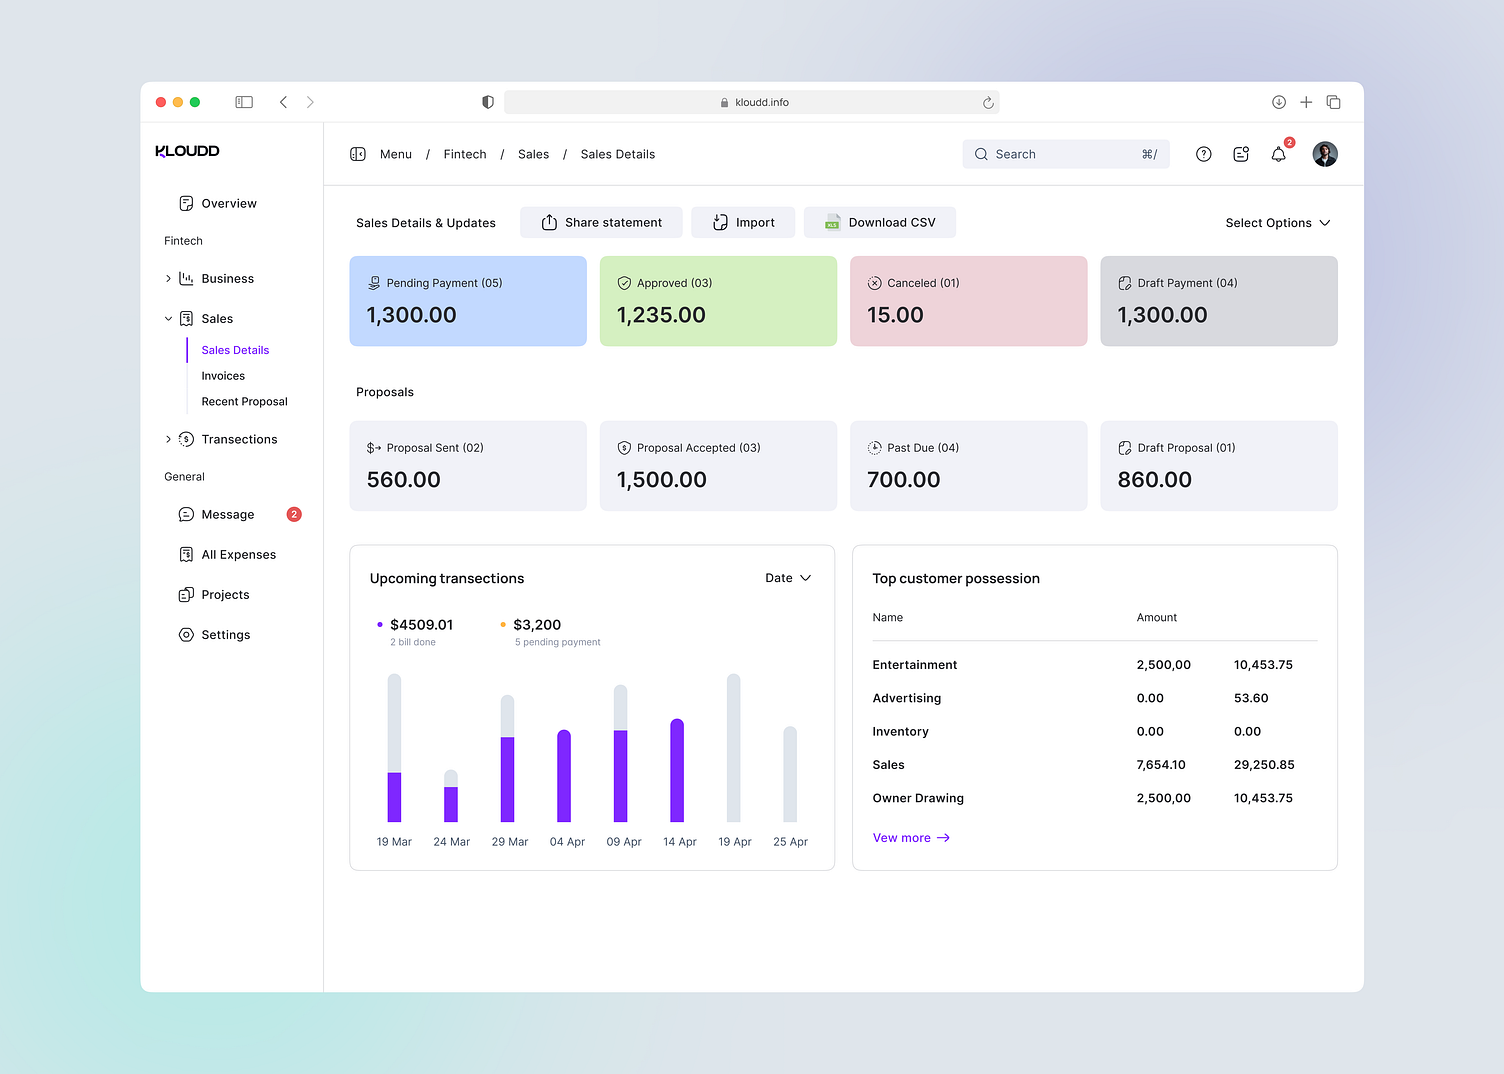 kloudd.info
KLOUDD
Menu / Fintech / Sales / Sales Details
Search ⌘/
2
Overview
Fintech
Business
Sales
Sales Details
Invoices
Recent Proposal
Transections
General
Message 2
All Expenses
Projects
Settings
Sales Details & Updates
Share statement
Import
XLS
Download CSV
Select Options
Pending Payment (05)
1,300.00
Approved (03)
1,235.00
Canceled (01)
15.00
Draft Payment (04)
1,300.00
Proposals
Proposal Sent (02)
560.00
Proposal Accepted (03)
1,500.00
Past Due (04)
700.00
Draft Proposal (01)
860.00
Upcoming transections
Date
$4509.01
2 bill done
$3,200
5 pending payment
19 Mar 24 Mar 29 Mar 04 Apr 09 Apr 14 Apr 19 Apr 25 Apr
Top customer possession
Name Amount
Entertainment 2,500,00 10,453.75
Advertising 0.00 53.60
Inventory 0.00 0.00
Sales 7,654.10 29,250.85
Owner Drawing 2,500,00 10,453.75
Vew more